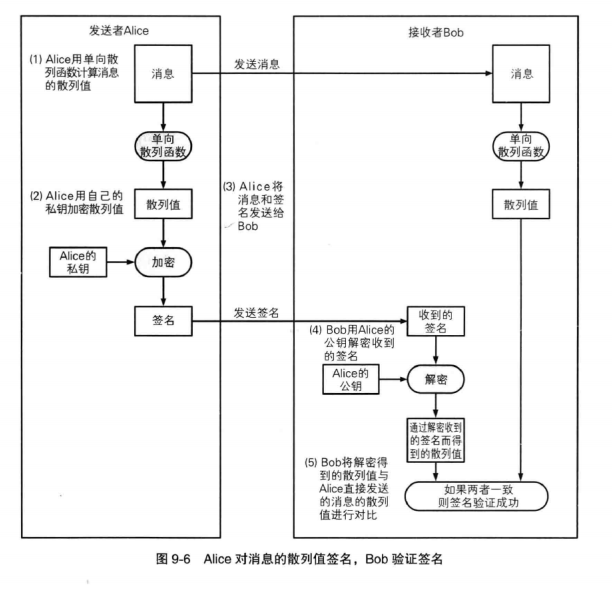 发送者Alice
接收者Bob
(1) Alice用单向散
列函数计算消息
的散列值
消息
发送消息
消息
单向
散列函数
单向
散列函数
(2) Alice用自己的
私钥加密散列值
散列值
(3) Alice将
消息和签
名发送给
Bob
散列值
Alice的
私钥
加密
签名
发送签名
收到的
签名
(4) Bob用Alice的
公钥解密收到
的签名
Alice的
公钥
解密
通过解密收到
的签名而得
到的散列值
(5) Bob将解密得
到的散列值与
Alice直接发送
的消息的散列
值进行对比
如果两者一致
则签名验证成功
图 9-6 Alice 对消息的散列值签名，Bob 验证签名